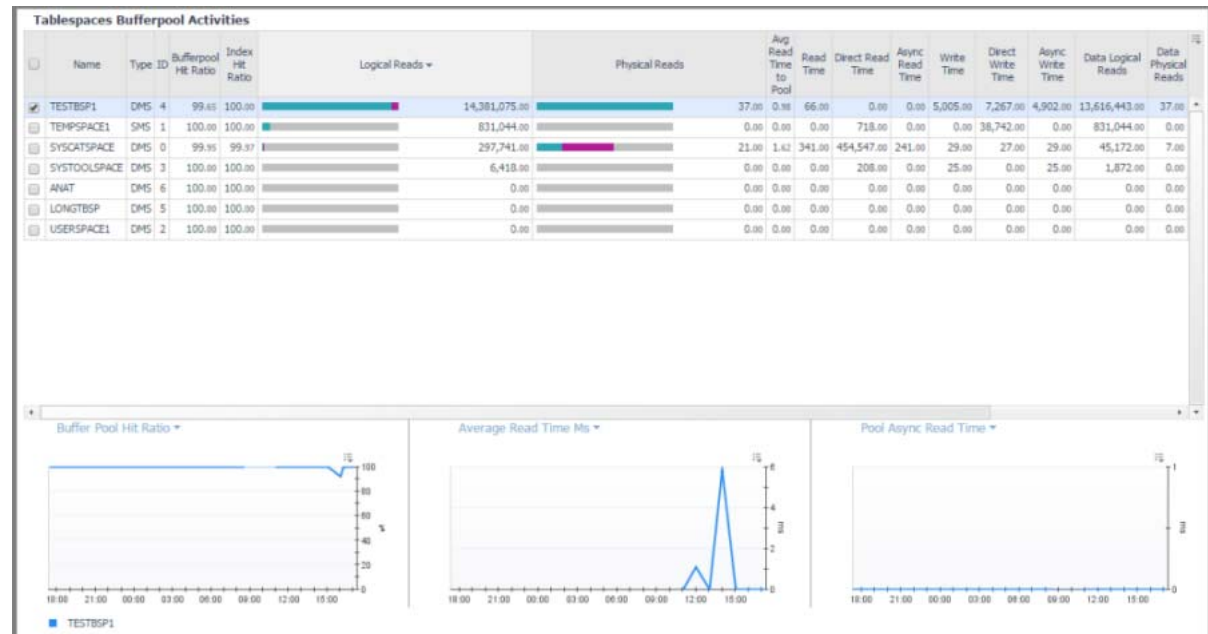 Tablespaces Bufferpool Activities
Name Type ID Bufferpool Hit Ratio Index Hit Ratio Logical Reads Physical Reads Avg Read Time to Pool Read Time Direct Read Time Async Read Time Write Time Direct Write Time Async Write Time Data Logical Reads Data Physical Reads
TESTBSP1 DMS 4 99.65 100.00 14,381,075.00 37.00 0.98 66.00 0.00 0.00 5,005.00 7,267.00 4,902.00 13,616,443.00 37.00
TEMPSPACE1 SMS 1 100.00 100.00 831,044.00 0.00 0.00 0.00 718.00 0.00 0.00 38,742.00 0.00 831,044.00 0.00
SYSCATSPACE DMS 0 99.95 99.97 297,741.00 21.00 1.62 341.00 454,547.00 241.00 29.00 27.00 29.00 45,172.00 7.00
SYSTOOLSPACE DMS 3 100.00 100.00 6,418.00 0.00 0.00 0.00 208.00 0.00 25.00 0.00 25.00 1,872.00 0.00
ANAT DMS 6 100.00 100.00 0.00 0.00 0.00 0.00 0.00 0.00 0.00 0.00 0.00 0.00 0.00
LONGTBSP DMS 5 100.00 100.00 0.00 0.00 0.00 0.00 0.00 0.00 0.00 0.00 0.00 0.00 0.00
USERSPACE1 DMS 2 100.00 100.00 0.00 0.00 0.00 0.00 0.00 0.00 0.00 0.00 0.00 0.00 0.00
Buffer Pool Hit Ratio
100
80
60
40
20
0
%
18:00 21:00 00:00 03:00 06:00 09:00 12:00 15:00
TESTBSP1
Average Read Time Ms
6
4
2
0
ms
18:00 21:00 00:00 03:00 06:00 09:00 12:00 15:00
Pool Async Read Time
1
0
ms
18:00 21:00 00:00 03:00 06:00 09:00 12:00 15:00